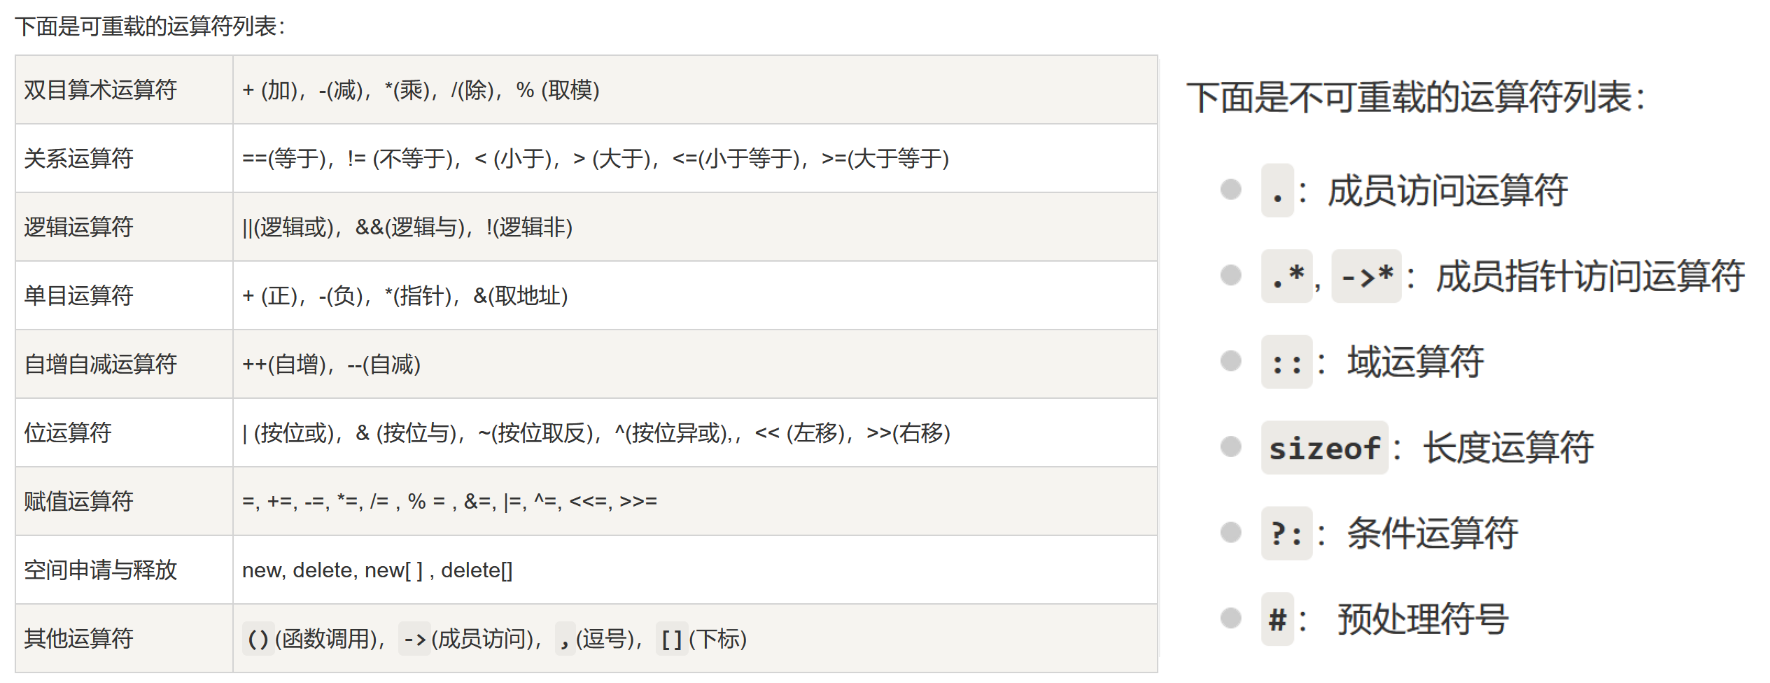 下面是可重载的运算符列表：
双目算术运算符 + (加)，-(减)，*(乘)，/(除)，% (取模)
关系运算符 ==(等于)，!= (不等于)，< (小于)，> (大于)，<=(小于等于)，>=(大于等于)
逻辑运算符 ||(逻辑或)，&&(逻辑与)，!(逻辑非)
单目运算符 + (正)，-(负)，*(指针)，&(取地址)
自增自减运算符 ++(自增)，--(自减)
位运算符 | (按位或)，& (按位与)，~(按位取反)，^(按位异或),，<< (左移)，>>(右移)
赋值运算符 =, +=, -=, *=, /= , % = , &=, |=, ^=, <<=, >>=
空间申请与释放 new, delete, new[ ] , delete[]
其他运算符 ()(函数调用)，->(成员访问)，,(逗号)，[](下标)
下面是不可重载的运算符列表：
.：成员访问运算符
.*, ->*：成员指针访问运算符
::：域运算符
sizeof：长度运算符
?:：条件运算符
#： 预处理符号